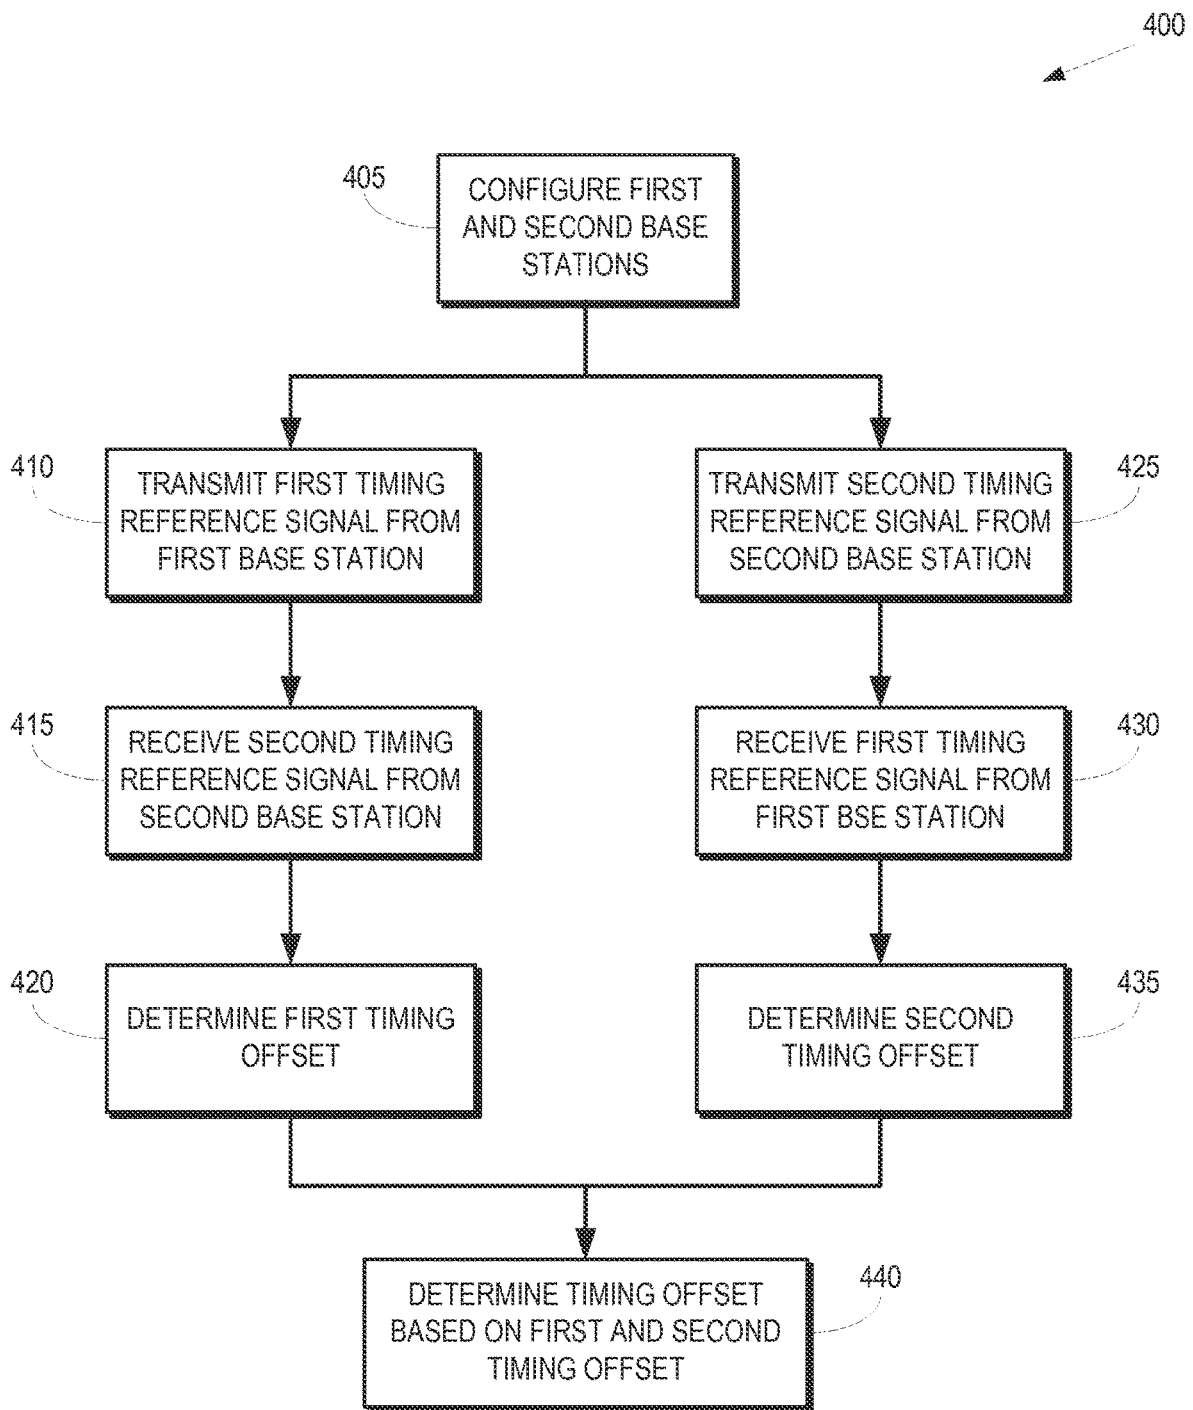 400
405
CONFIGURE FIRST
AND SECOND BASE
STATIONS
410
TRANSMIT FIRST TIMING
REFERENCE SIGNAL FROM
FIRST BASE STATION
425
TRANSMIT SECOND TIMING
REFERENCE SIGNAL FROM
SECOND BASE STATION
415
RECEIVE SECOND TIMING
REFERENCE SIGNAL FROM
SECOND BASE STATION
430
RECEIVE FIRST TIMING
REFERENCE SIGNAL FROM
FIRST BSE STATION
420
DETERMINE FIRST TIMING
OFFSET
435
DETERMINE SECOND
TIMING OFFSET
440
DETERMINE TIMING OFFSET
BASED ON FIRST AND SECOND
TIMING OFFSET